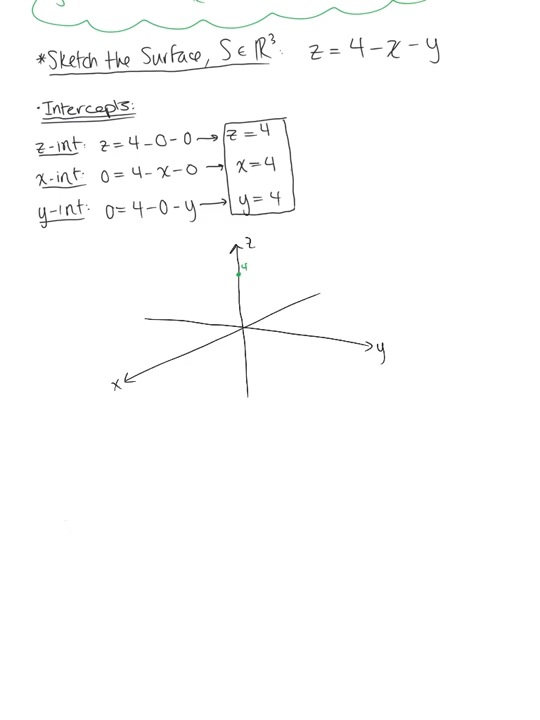 *Sketch the Surface, S∈ℝ³: z = 4 - x - y
· Intercepts:
z-int: z = 4 - 0 - 0 → z = 4
x-int: 0 = 4 - x - 0 → x = 4
y-int: 0 = 4 - 0 - y → y = 4
z
4
y
x